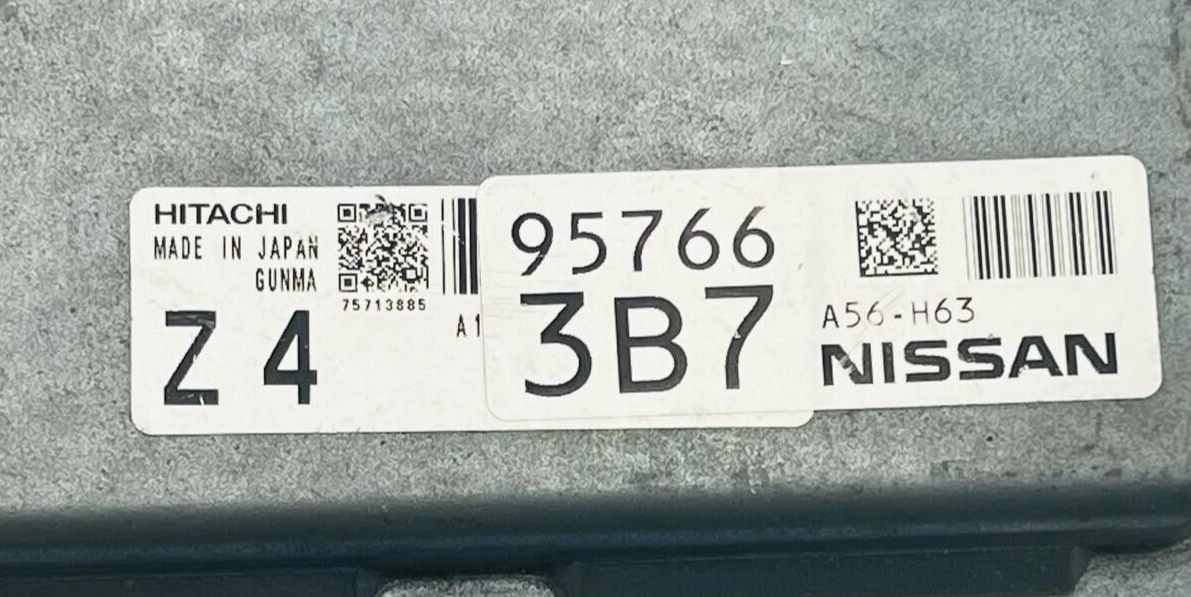 HITACHI
MADE IN JAPAN
GUNMA
75713885
Z 4
A1
95766
3B7
A56-H63
NISSAN